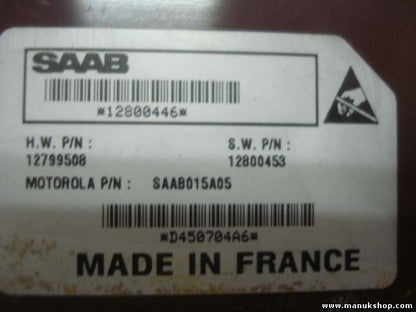 SAAB
*12800446*
H.W. P/N : S.W. P/N :
12799508 12800453
MOTOROLA P/N : SAAB015A05
*D450704A6*
MADE IN FRANCE
www.manukshop.com